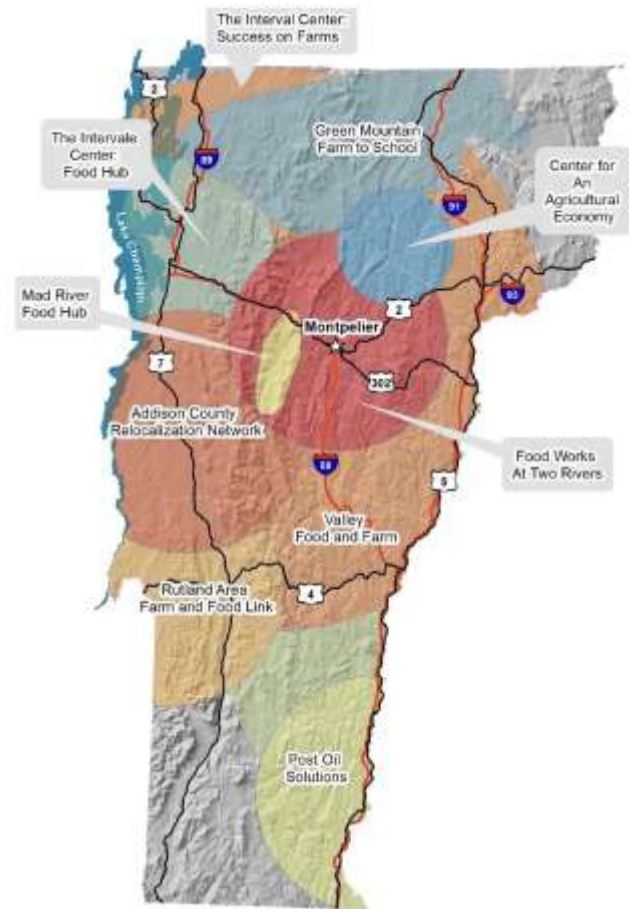 The Interval Center:
Success on Farms
2
The Intervale
Center:
Food Hub
89
Green Mountain
Farm to School
91
Center for
An
Agricultural
Economy
Lake Champlain
93
Mad River
Food Hub
2
Montpelier
7
302
Addison County
Relocalization Network
Food Works
At Two Rivers
89
5
Valley
Food and Farm
Rutland Area
Farm and Food Link
4
Post Oil
Solutions